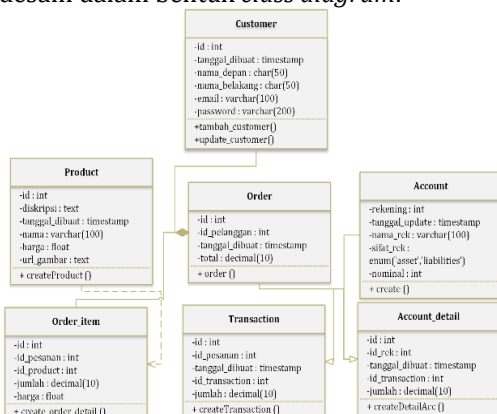 desain dalam bentuk class diagram.
Customer
-id : int
-tanggal_dibuat : timestamp
-nama_depan : char(50)
-nama_belakang : char(50)
-email : varchar(100)
-password : varchar(200)
+tambah_customer()
+update_customer()
Product
-id : int
-diskripsi : text
-tanggal_dibuat : timestamp
-nama : varchar(100)
-harga : float
-url_gambar : text
+ createProduct ()
Order
-id : int
-id_pelanggan : int
-tanggal_dibuat : timestamp
-total : decimal(10)
+ order ()
Account
-rekening : int
-tanggal_update : timestamp
-nama_rek : varchar(100)
-sifat_rek :
enum('asset','liabilities')
-nominal : int
+ create ()
Order_item
-id : int
-id_pesanan : int
-id_product : int
-jumlah : decimal(10)
-harga : float
+ create_order_detail ()
Transaction
-id : int
-id_pesanan : int
-tanggal_dibuat : timestamp
-id_transaction : int
-jumlah : decimal(10)
+ createTransaction ()
Account_detail
-id : int
-id_rek : int
-tanggal_dibuat : timestamp
-id_transaction : int
-jumlah : decimal(10)
+ createDetailAcc ()